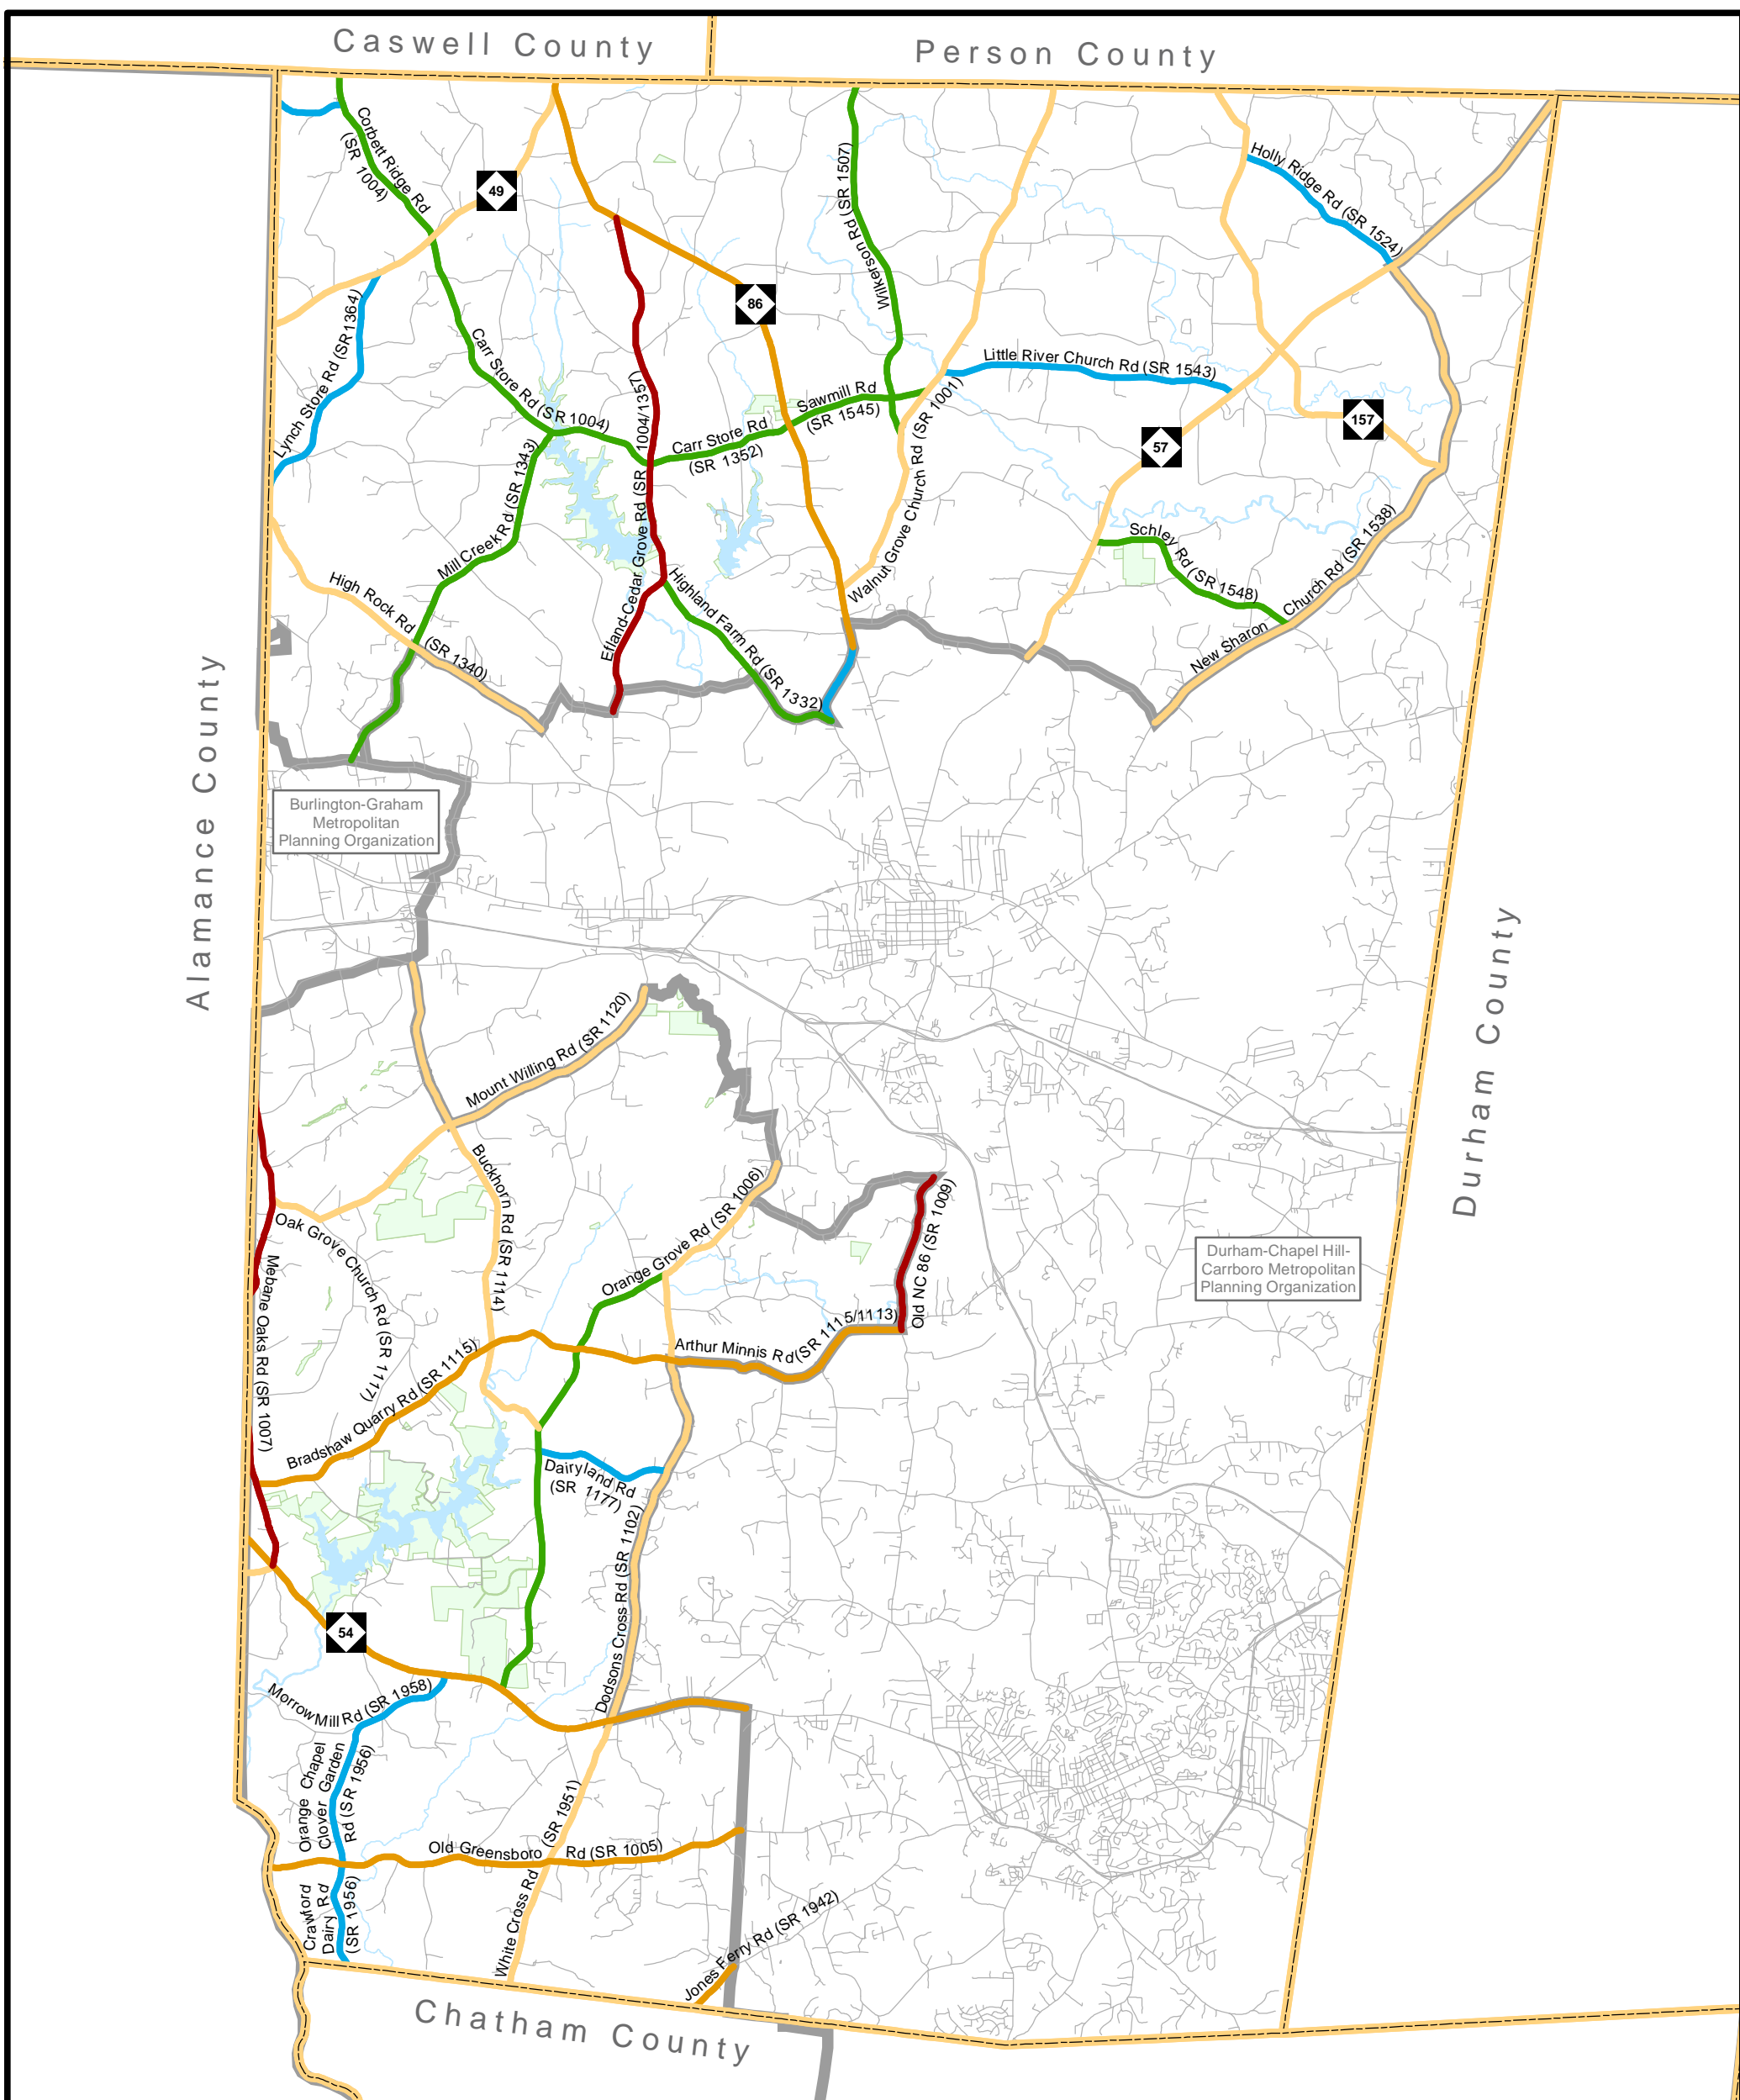 Caswell County
Person County
Corbett Ridge Rd
(SR 1004)
49
Holly Ridge Rd (SR 1524)
Wilkerson Rd (SR 1507)
86
Lynch Store Rd (SR 1364)
Carr Store Rd (SR 1004)
Efland-Cedar Grove Rd (SR 1004/1357)
Little River Church Rd (SR 1543)
Sawmill Rd
(SR 1545)
Carr Store Rd
(SR 1352)
157
57
Walnut Grove Church Rd (SR 1001)
Mill Creek Rd (SR 1343)
Schley Rd (SR 1548)
New Sharon Church Rd (SR 1538)
High Rock Rd (SR 1340)
Highland Farm Rd (SR 1332)
Alamance County
Burlington-Graham
Metropolitan
Planning Organization
Durham County
Mount Willing Rd (SR 1120)
Buckhorn Rd (SR 1114)
Orange Grove Rd (SR 1006)
Old NC 86 (SR 1009)
Oak Grove Church Rd (SR 1117)
Durham-Chapel Hill-
Carrboro Metropolitan
Planning Organization
Mebane Oaks Rd (SR 1007)
Arthur Minnis Rd (SR 1115/1113)
Bradshaw Quarry Rd (SR 1115)
Dairyland Rd
(SR 1177)
Dodsons Cross Rd (SR 1102)
54
Morrow Mill Rd (SR 1958)
Orange Chapel
Clover Garden
Rd (SR 1956)
White Cross Rd (SR 1951)
Old Greensboro Rd (SR 1005)
Crawford
Dairy Rd
(SR 1956)
Jones Ferry Rd (SR 1942)
Chatham County